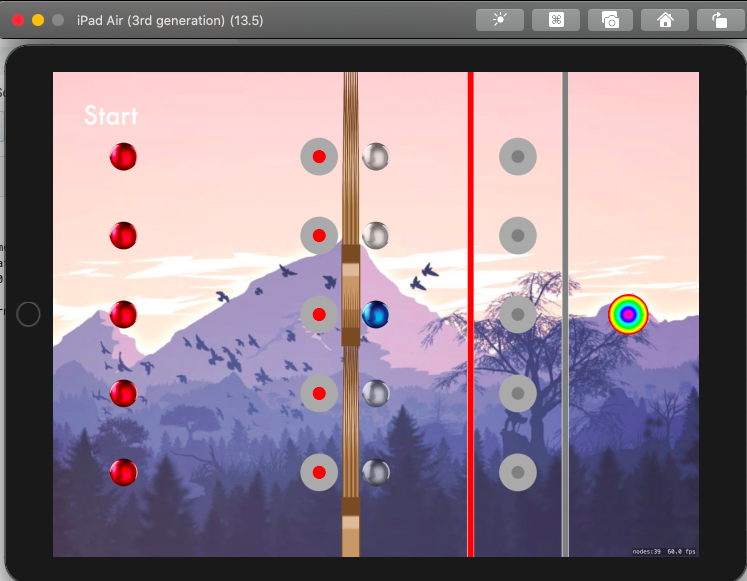 iPad Air (3rd generation) (13.5)
Start
nodes:39 60.0 fps